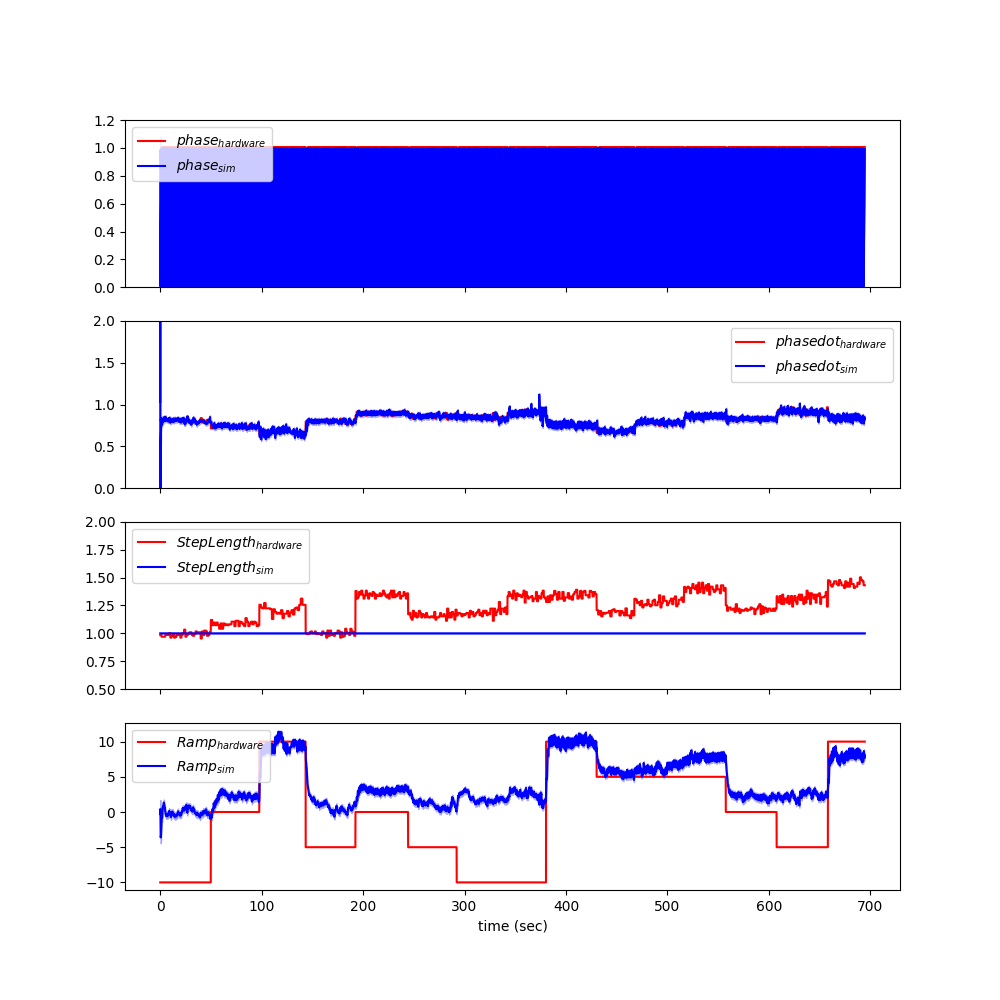 1.2
1.0
0.8
0.6
0.4
0.2
0.0
phase_hardware
phase_sim
2.0
1.5
1.0
0.5
0.0
phasedot_hardware
phasedot_sim
2.00
1.75
1.50
1.25
1.00
0.75
0.50
StepLength_hardware
StepLength_sim
10
5
0
−5
−10
Ramp_hardware
Ramp_sim
0 100 200 300 400 500 600 700
time (sec)